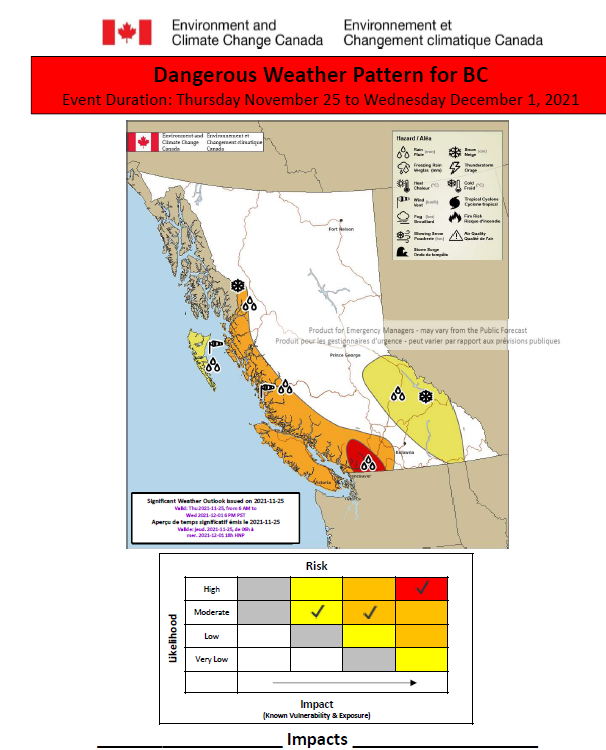 Environment and Environnement et
Climate Change Canada Changement climatique Canada
Dangerous Weather Pattern for BC
Event Duration: Thursday November 25 to Wednesday December 1, 2021
Environment and Environnement et
Climate Change Changement climatique
Canada Canada
Hazard / Aléa
Rain (mm) Snow (cm)
Pluie Neige
Freezing Rain (mm) Thunderstorm
Verglas Orage
Heat (°C) Cold (°C)
Chaleur Froid
Wind (km/h) Tropical Cyclone
Vent Cyclone tropical
Fog (km) Fire Risk
Brouillard Risque d'incendie
Blowing Snow Air Quality
Poudrerie (km) Qualité de l'air
Storm Surge
Onde de tempête
Fort Nelson
Product for Emergency Managers - may vary from the Public Forecast
Produit pour les gestionnaires d'urgence - peut varier par rapport aux prévisions publiques
Prince George
Kelowna
Vancouver
Victoria
Significant Weather Outlook issued on 2021-11-25
Valid: Thu 2021-11-25, from 6 AM to
Wed 2021-12-01 6 PM PST
Aperçu de temps significatif émis le 2021-11-25
Valide: jeud. 2021-11-25, de 06h à
mer. 2021-12-01 18h HNP
Risk
High
Moderate
Low
Very Low
Likelihood
Impact
(Known Vulnerability & Exposure)
Impacts